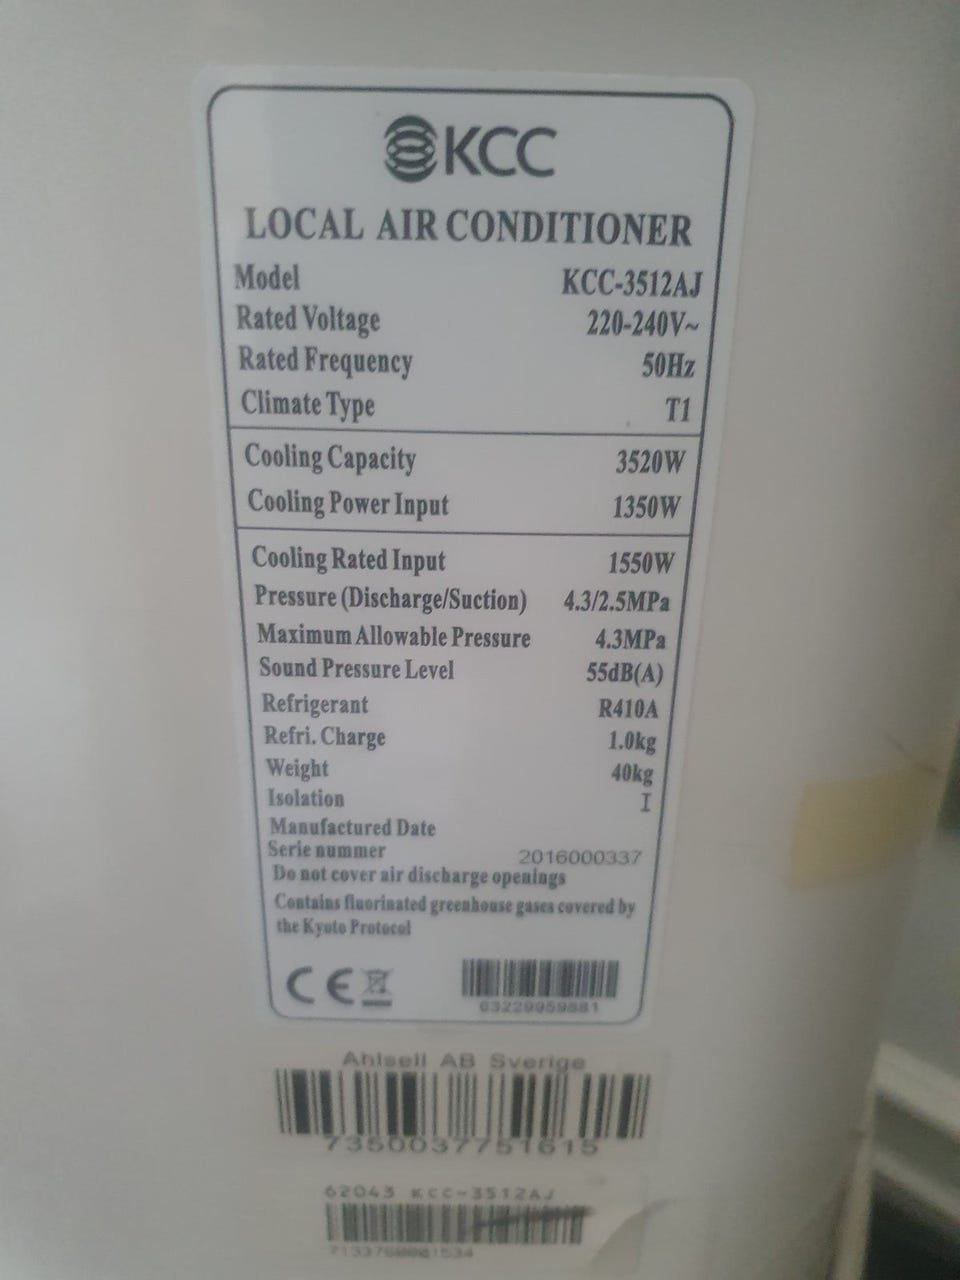 KCC
LOCAL AIR CONDITIONER
Model KCC-3512AJ
Rated Voltage 220-240V~
Rated Frequency 50Hz
Climate Type T1
Cooling Capacity 3520W
Cooling Power Input 1350W
Cooling Rated Input 1550W
Pressure (Discharge/Suction) 4.3/2.5MPa
Maximum Allowable Pressure 4.3MPa
Sound Pressure Level 55dB(A)
Refrigerant R410A
Refri. Charge 1.0kg
Weight 40kg
Isolation I
Manufactured Date
Serie nummer 2016000337
Do not cover air discharge openings
Contains fluorinated greenhouse gases covered by
the Kyoto Protocol
CE
63229959881
Ahlsell AB Sverige
7350037751615
62043 KCC-3512AJ